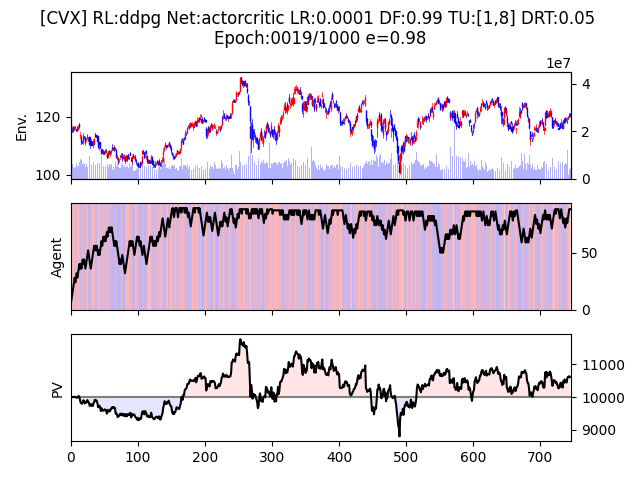 [CVX] RL:ddpg Net:actorcritic LR:0.0001 DF:0.99 TU:[1,8] DRT:0.05
Epoch:0019/1000 e=0.98
1e7
Env.
120
100
4
2
0
Agent
50
0
PV
11000
10000
9000
0 100 200 300 400 500 600 700